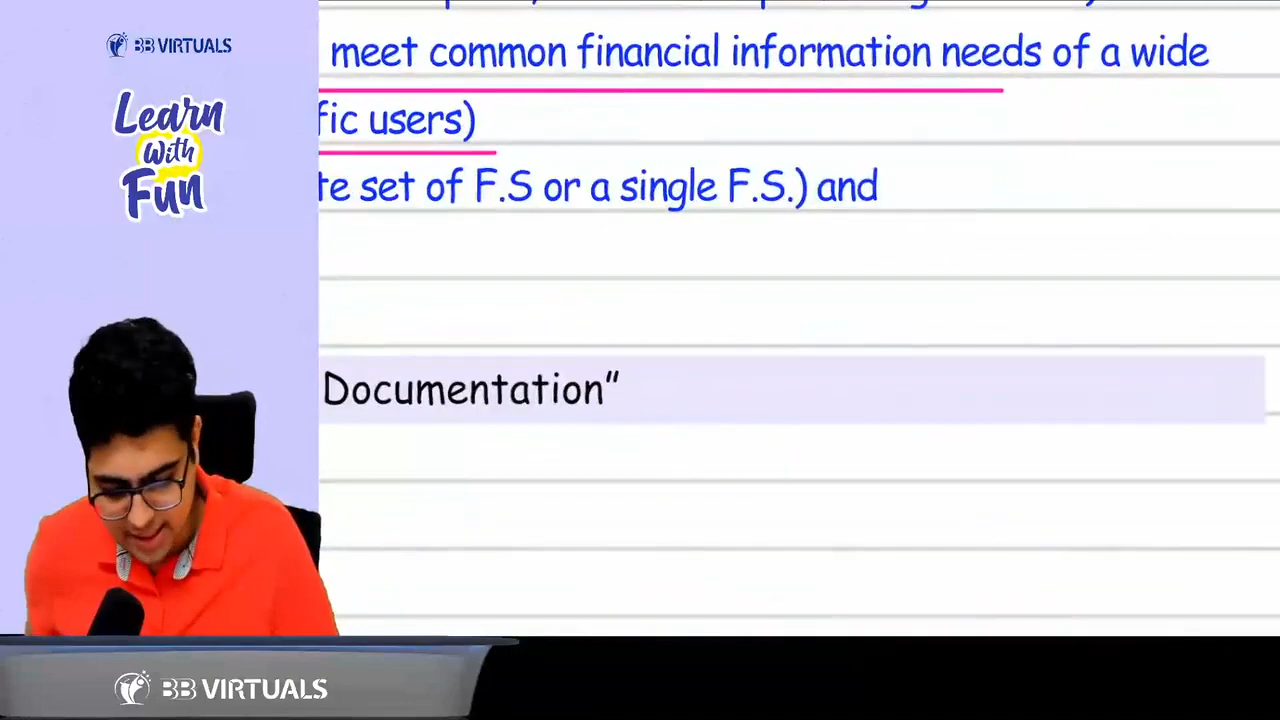 BB VIRTUALS
Learn
With
Fun
meet common financial information needs of a wide
fic users)
te set of F.S or a single F.S.) and
Documentation”
BB VIRTUALS